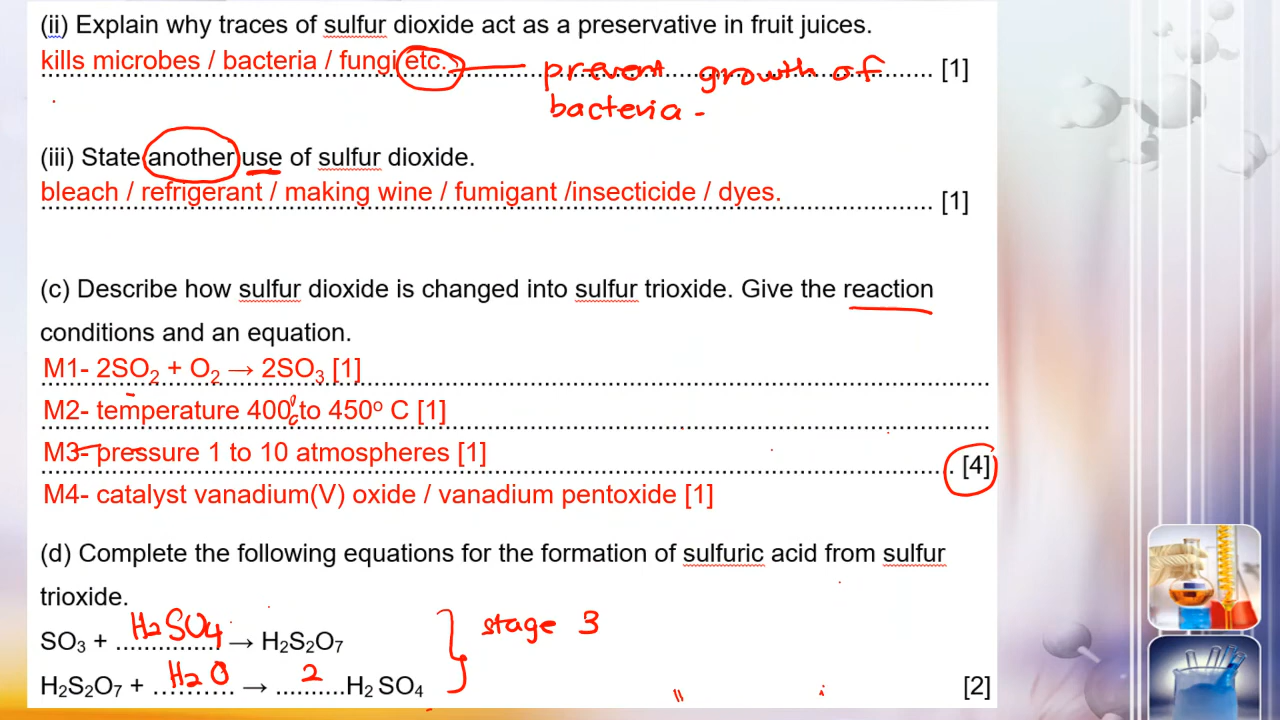 (ii) Explain why traces of sulfur dioxide act as a preservative in fruit juices.
kills microbes / bacteria / fungi etc. prevent growth of
bacteria -
[1]
(iii) State another use of sulfur dioxide.
bleach / refrigerant / making wine / fumigant /insecticide / dyes.
[1]
(c) Describe how sulfur dioxide is changed into sulfur trioxide. Give the reaction
conditions and an equation.
M1- 2SO₂ + O₂ → 2SO₃ [1]
M2- temperature 400°c to 450° C [1]
M3- pressure 1 to 10 atmospheres [1]
[4]
M4- catalyst vanadium(V) oxide / vanadium pentoxide [1]
(d) Complete the following equations for the formation of sulfuric acid from sulfur
trioxide.
SO₃ + H₂SO₄ → H₂S₂O₇
stage 3
H₂S₂O₇ + H₂O → 2 H₂ SO₄ [2]